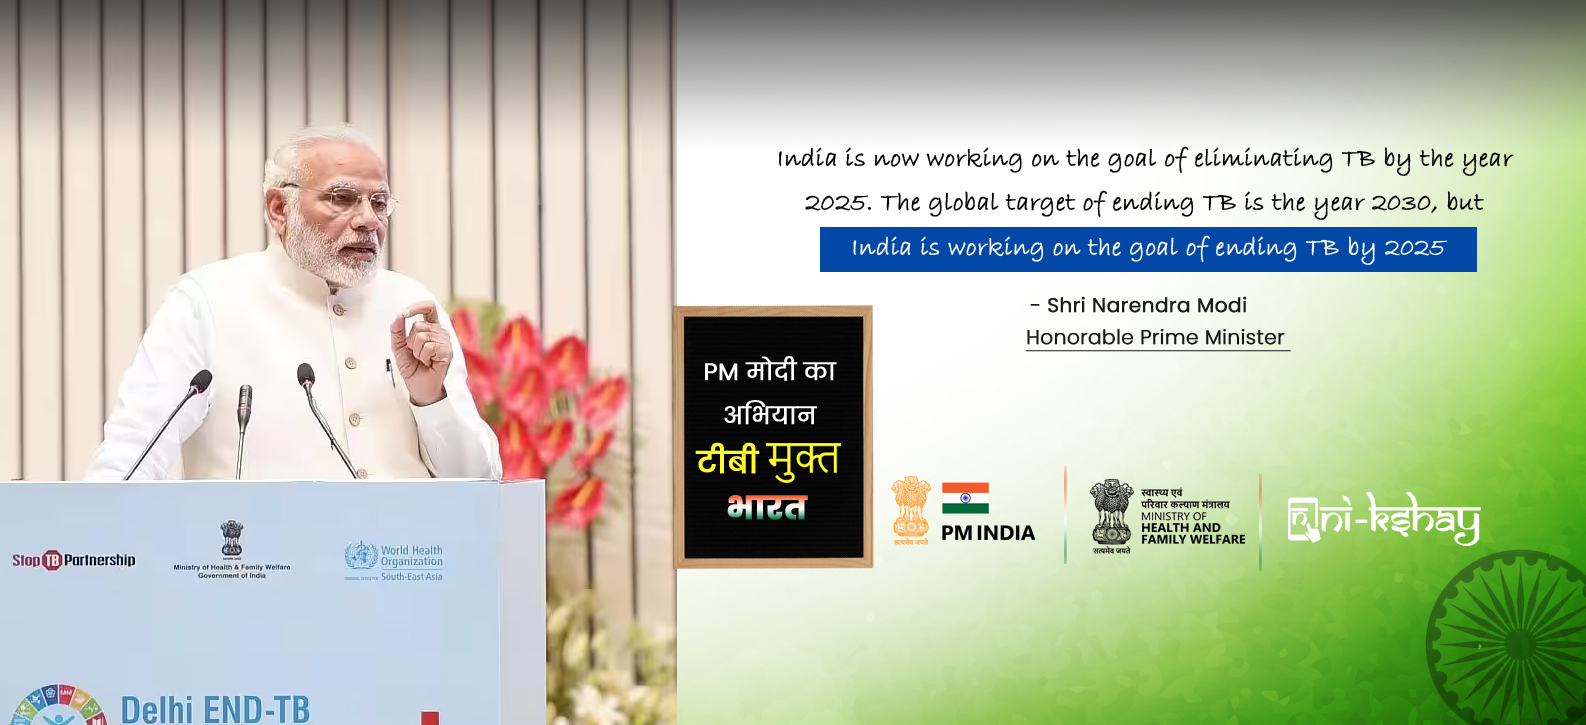 India is now working on the goal of eliminating TB by the year
2025. The global target of ending TB is the year 2030, but
India is working on the goal of ending TB by 2025
- Shri Narendra Modi
Honorable Prime Minister
PM मोदी का
अभियान
टीबी मुक्त
भारत
सत्यमेव जयते
PM INDIA
सत्यमेव जयते
स्वास्थ्य एवं
परिवार कल्याण मंत्रालय
MINISTRY OF
HEALTH AND
FAMILY WELFARE
ni-kshay
Stop TB Partnership
Ministry of Health & Family Welfare
Government of India
World Health
Organization
South-East Asia
Delhi END-TB